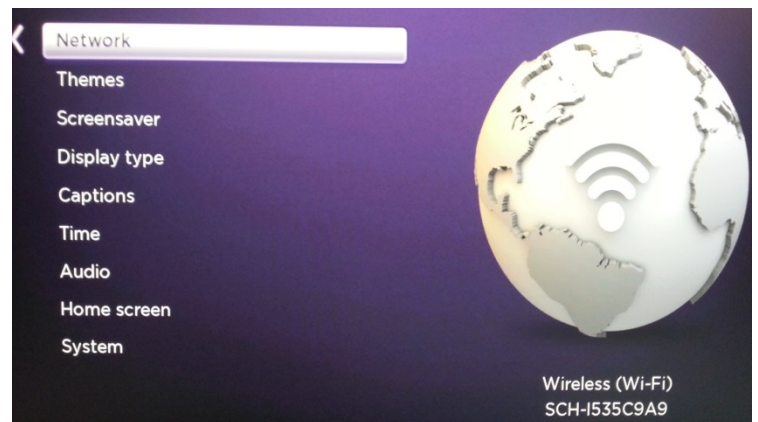 Network
Themes
Screensaver
Display type
Captions
Time
Audio
Home screen
System
Wireless (Wi-Fi)
SCH-I535C9A9